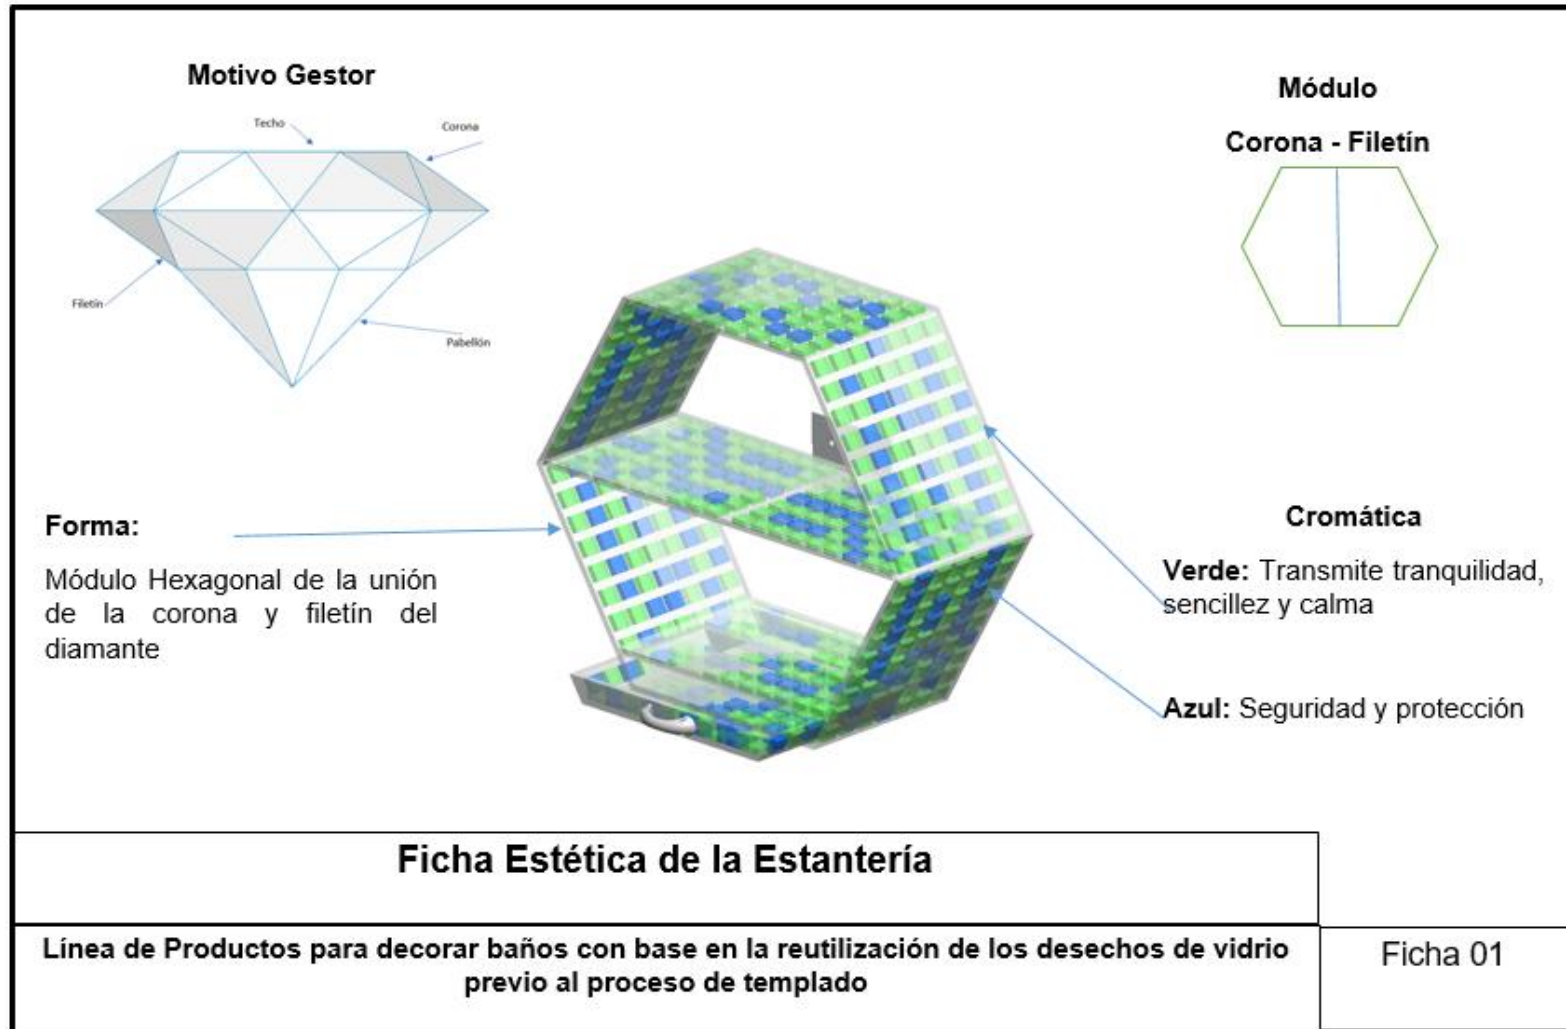 Motivo Gestor
Techo
Corona
Filetín
Pabellón
Módulo
Corona - Filetín
Forma:
Módulo Hexagonal de la unión
de la corona y filetín del
diamante
Cromática
Verde: Transmite tranquilidad,
sencillez y calma
Azul: Seguridad y protección
Ficha Estética de la Estantería
Línea de Productos para decorar baños con base en la reutilización de los desechos de vidrio
previo al proceso de templado
Ficha 01